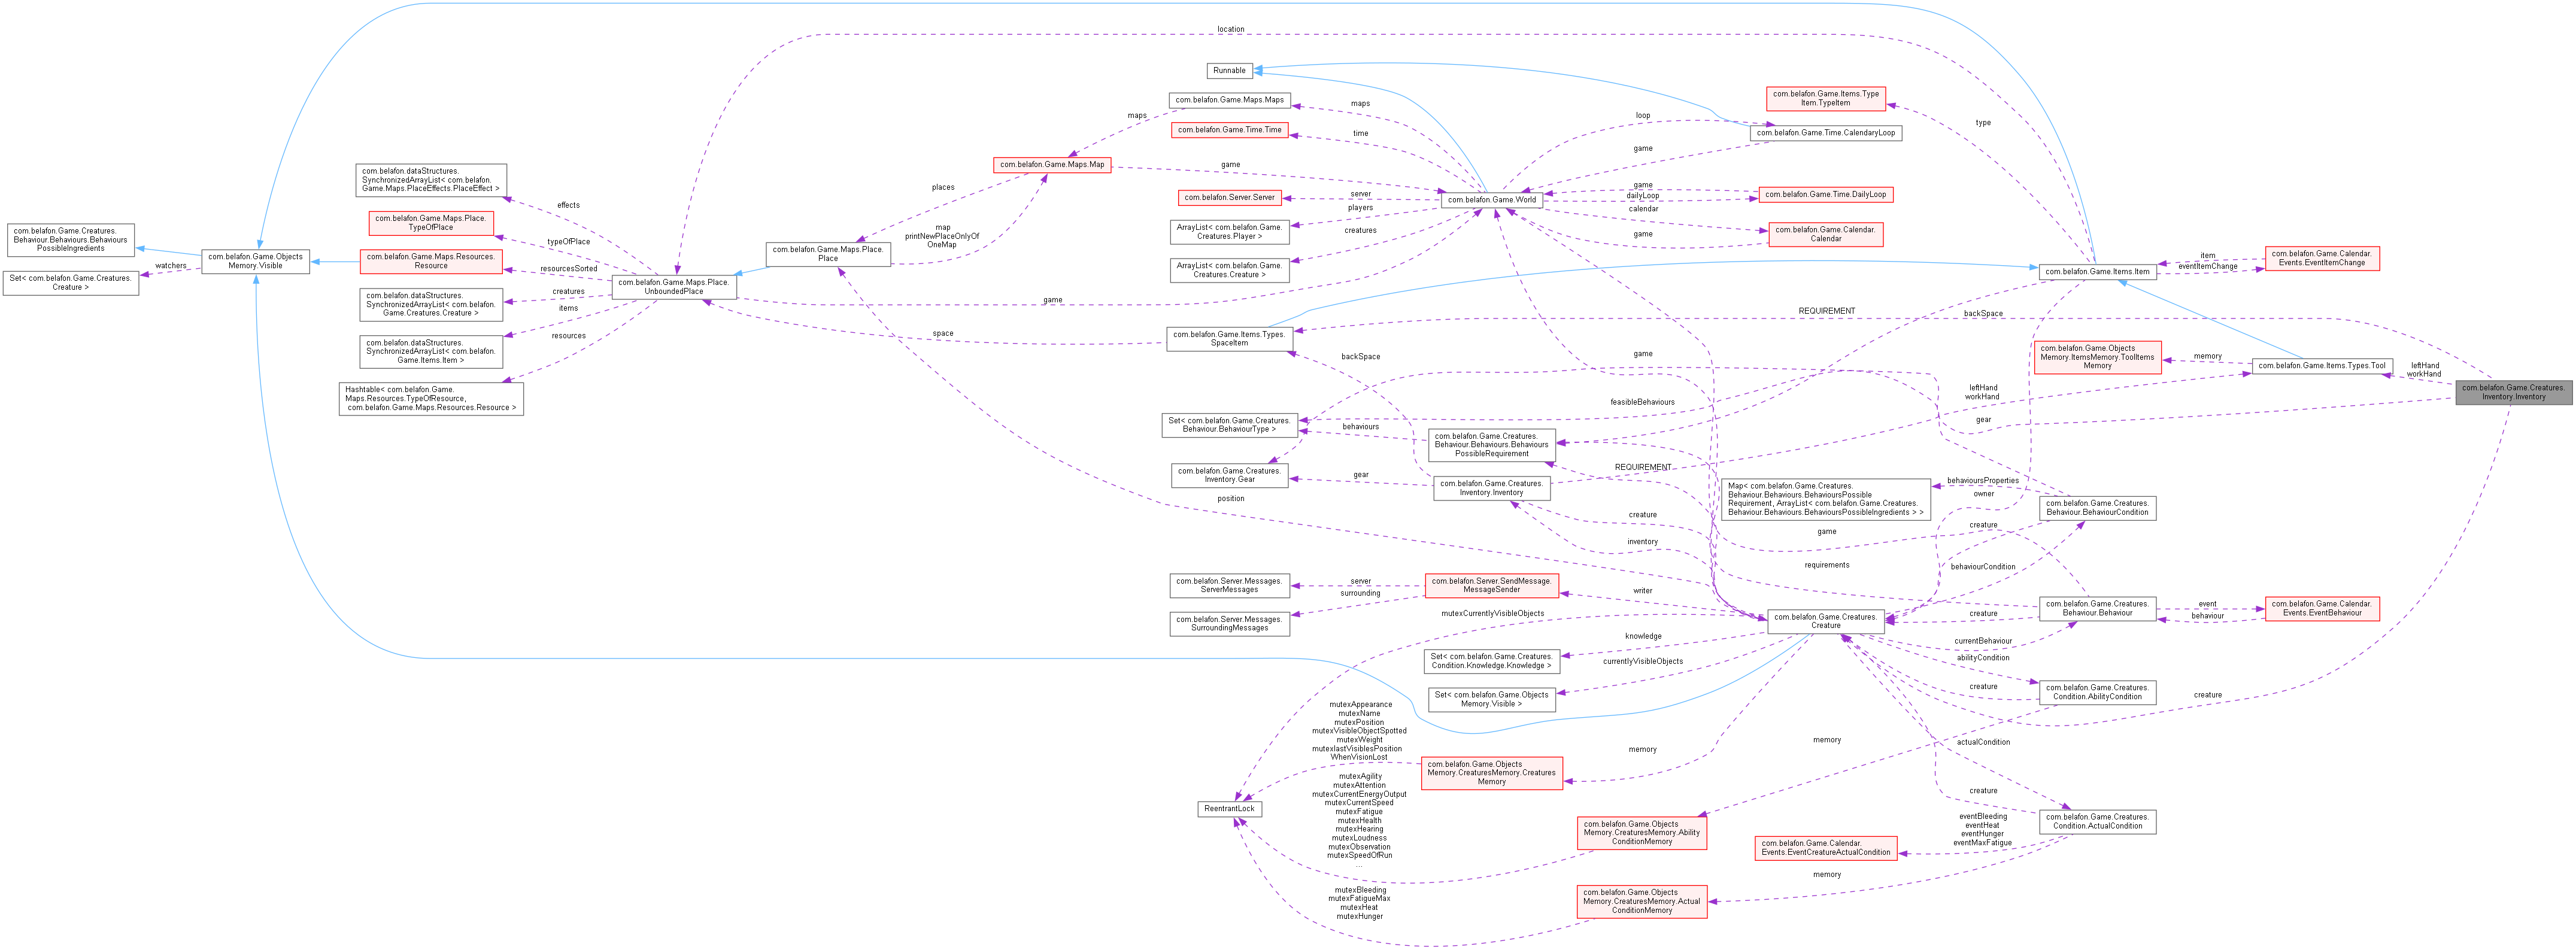 location
Runnable
com.belafon.Game.Maps.Maps
maps
maps
com.belafon.Game.Time.Time
time
com.belafon.Game.Items.Type
Item.TypeItem
type
loop
com.belafon.Game.Time.CalendaryLoop
game
com.belafon.Game.Maps.Map
game
places
com.belafon.Server.Server
server
players
creatures
com.belafon.Game.World
game
dailyLoop
com.belafon.Game.Time.DailyLoop
calendar
game
com.belafon.Game.Calendar.
Calendar
ArrayList< com.belafon.Game.
Creatures.Player >
ArrayList< com.belafon.Game.
Creatures.Creature >
com.belafon.dataStructures.
SynchronizedArrayList< com.belafon.
Game.Maps.PlaceEffects.PlaceEffect >
effects
com.belafon.Game.Maps.Place.
TypeOfPlace
typeOfPlace
com.belafon.Game.Creatures.
Behaviour.Behaviours.Behaviours
PossibleIngredients
Set< com.belafon.Game.Creatures.
Creature >
watchers
com.belafon.Game.Objects
Memory.Visible
com.belafon.Game.Maps.Resources.
Resource
resourcesSorted
com.belafon.dataStructures.
SynchronizedArrayList< com.belafon.
Game.Creatures.Creature >
creatures
items
com.belafon.dataStructures.
SynchronizedArrayList< com.belafon.
Game.Items.Item >
resources
Hashtable< com.belafon.Game.
Maps.Resources.TypeOfResource,
com.belafon.Game.Maps.Resources.Resource >
com.belafon.Game.Maps.Place.
UnboundedPlace
com.belafon.Game.Maps.Place.
Place
map
printNewPlaceOnlyOf
OneMap
game
space
com.belafon.Game.Items.Types.
SpaceItem
com.belafon.Game.Items.Item
item
eventItemChange
com.belafon.Game.Calendar.
Events.EventItemChange
REQUIREMENT
backSpace
backSpace
game
com.belafon.Game.Objects
Memory.ItemsMemory.ToolItems
Memory
memory
com.belafon.Game.Items.Types.Tool
leftHand
workHand
com.belafon.Game.Creatures.
Inventory.Inventory
leftHand
workHand
gear
feasibleBehaviours
Set< com.belafon.Game.Creatures.
Behaviour.BehaviourType >
behaviours
com.belafon.Game.Creatures.
Behaviour.Behaviours.Behaviours
PossibleRequirement
com.belafon.Game.Creatures.
Inventory.Gear
gear
com.belafon.Game.Creatures.
Inventory.Inventory
REQUIREMENT
Map< com.belafon.Game.Creatures.
Behaviour.Behaviours.BehavioursPossible
Requirement, ArrayList< com.belafon.Game.Creatures.
Behaviour.Behaviours.BehavioursPossibleIngredients > >
behavioursProperties
owner
com.belafon.Game.Creatures.
Behaviour.BehaviourCondition
position
creature
inventory
game
creature
requirements
behaviourCondition
com.belafon.Server.Messages.
ServerMessages
server
surrounding
com.belafon.Server.SendMessage.
MessageSender
writer
com.belafon.Server.Messages.
SurroundingMessages
mutexCurrentlyVisibleObjects
knowledge
com.belafon.Game.Creatures.
Creature
creature
currentBehaviour
com.belafon.Game.Creatures.
Behaviour.Behaviour
event
behaviour
com.belafon.Game.Calendar.
Events.EventBehaviour
Set< com.belafon.Game.Creatures.
Condition.Knowledge.Knowledge >
currentlyVisibleObjects
Set< com.belafon.Game.Objects
Memory.Visible >
abilityCondition
creature
com.belafon.Game.Creatures.
Condition.AbilityCondition
creature
mutexAppearance
mutexName
mutexPosition
mutexVisibleObjectSpotted
mutexWeight
mutexlastVisiblesPosition
WhenVisionLost
com.belafon.Game.Objects
Memory.CreaturesMemory.Creatures
Memory
memory
memory
actualCondition
ReentrantLock
mutexAgility
mutexAttention
mutexCurrentEnergyOutput
mutexCurrentSpeed
mutexFatigue
mutexHealth
mutexHearing
mutexLoudness
mutexObservation
mutexSpeedOfRun
...
com.belafon.Game.Objects
Memory.CreaturesMemory.Ability
ConditionMemory
creature
com.belafon.Game.Creatures.
Condition.ActualCondition
eventBleeding
eventHeat
eventHunger
eventMaxFatigue
com.belafon.Game.Calendar.
Events.EventCreatureActualCondition
memory
com.belafon.Game.Objects
Memory.CreaturesMemory.Actual
ConditionMemory
mutexBleeding
mutexFatigueMax
mutexHeat
mutexHunger